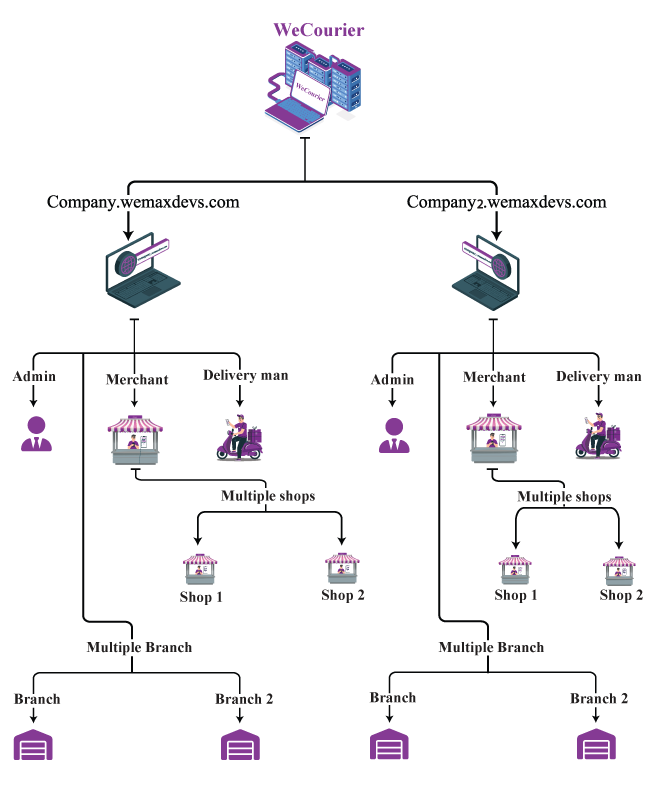 WeCourier
WeCourier
Company.wemaxdevs.com
Company2.wemaxdevs.com
Admin
Merchant
Delivery man
Admin
Merchant
Delivery man
Multiple shops
Multiple shops
Shop 1
Shop 2
Shop 1
Shop 2
Multiple Branch
Multiple Branch
Branch
Branch 2
Branch
Branch 2